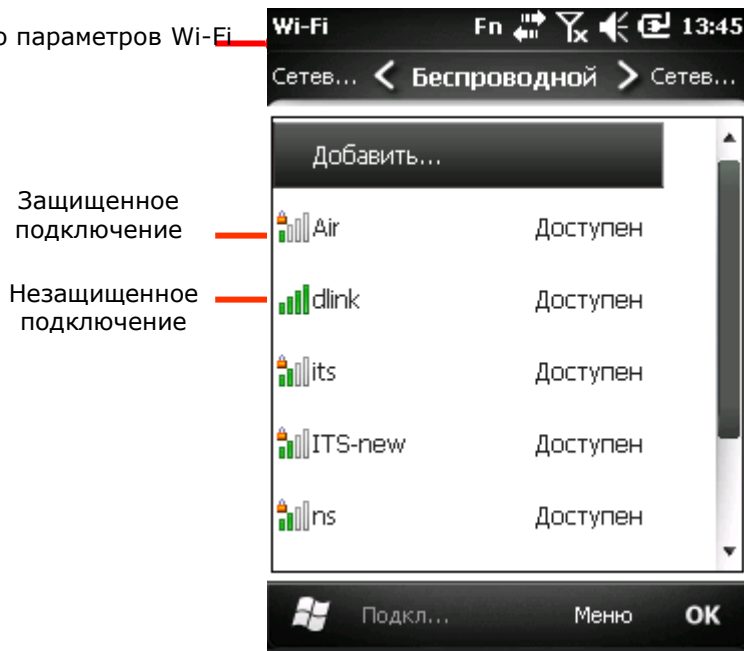 о параметров Wi-Fi
Wi-Fi Fn 13:45
Сетев... Беспроводной Сетев...
Добавить...
Защищенное
подключение
Air Доступен
Незащищенное
подключение
dlink Доступен
its Доступен
ITS-new Доступен
ns Доступен
Подкл... Меню OK